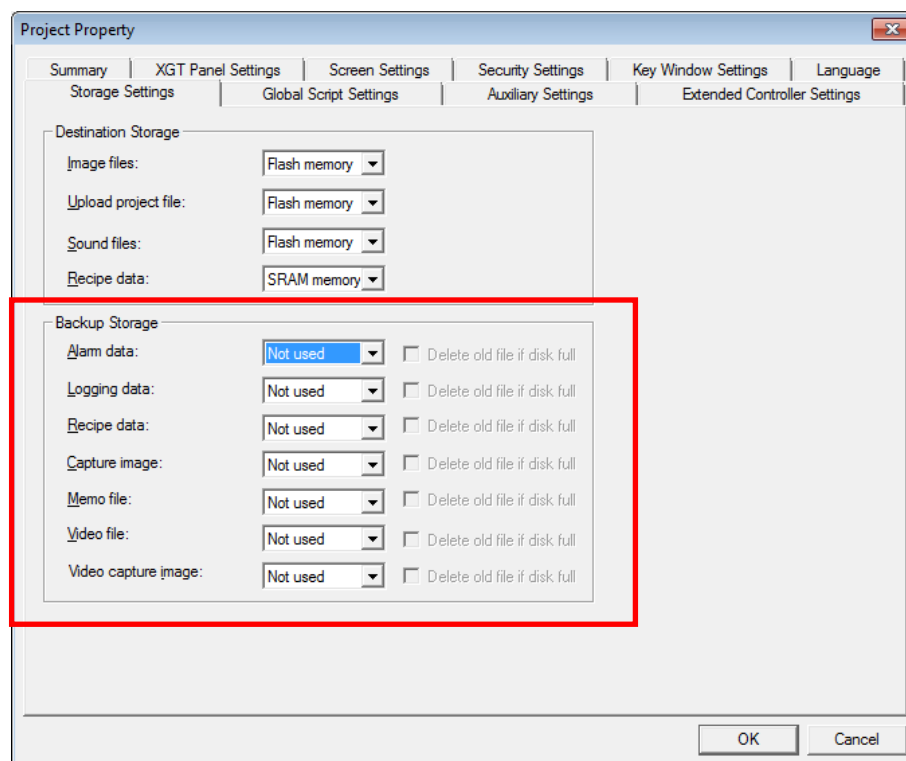 Project Property
Summary XGT Panel Settings Screen Settings Security Settings Key Window Settings Language
Storage Settings Global Script Settings Auxiliary Settings Extended Controller Settings
Destination Storage
Image files: Flash memory
Upload project file: Flash memory
Sound files: Flash memory
Recipe data: SRAM memory
Backup Storage
Alarm data: Not used Delete old file if disk full
Logging data: Not used Delete old file if disk full
Recipe data: Not used Delete old file if disk full
Capture image: Not used Delete old file if disk full
Memo file: Not used Delete old file if disk full
Video file: Not used Delete old file if disk full
Video capture image: Not used Delete old file if disk full
OK Cancel